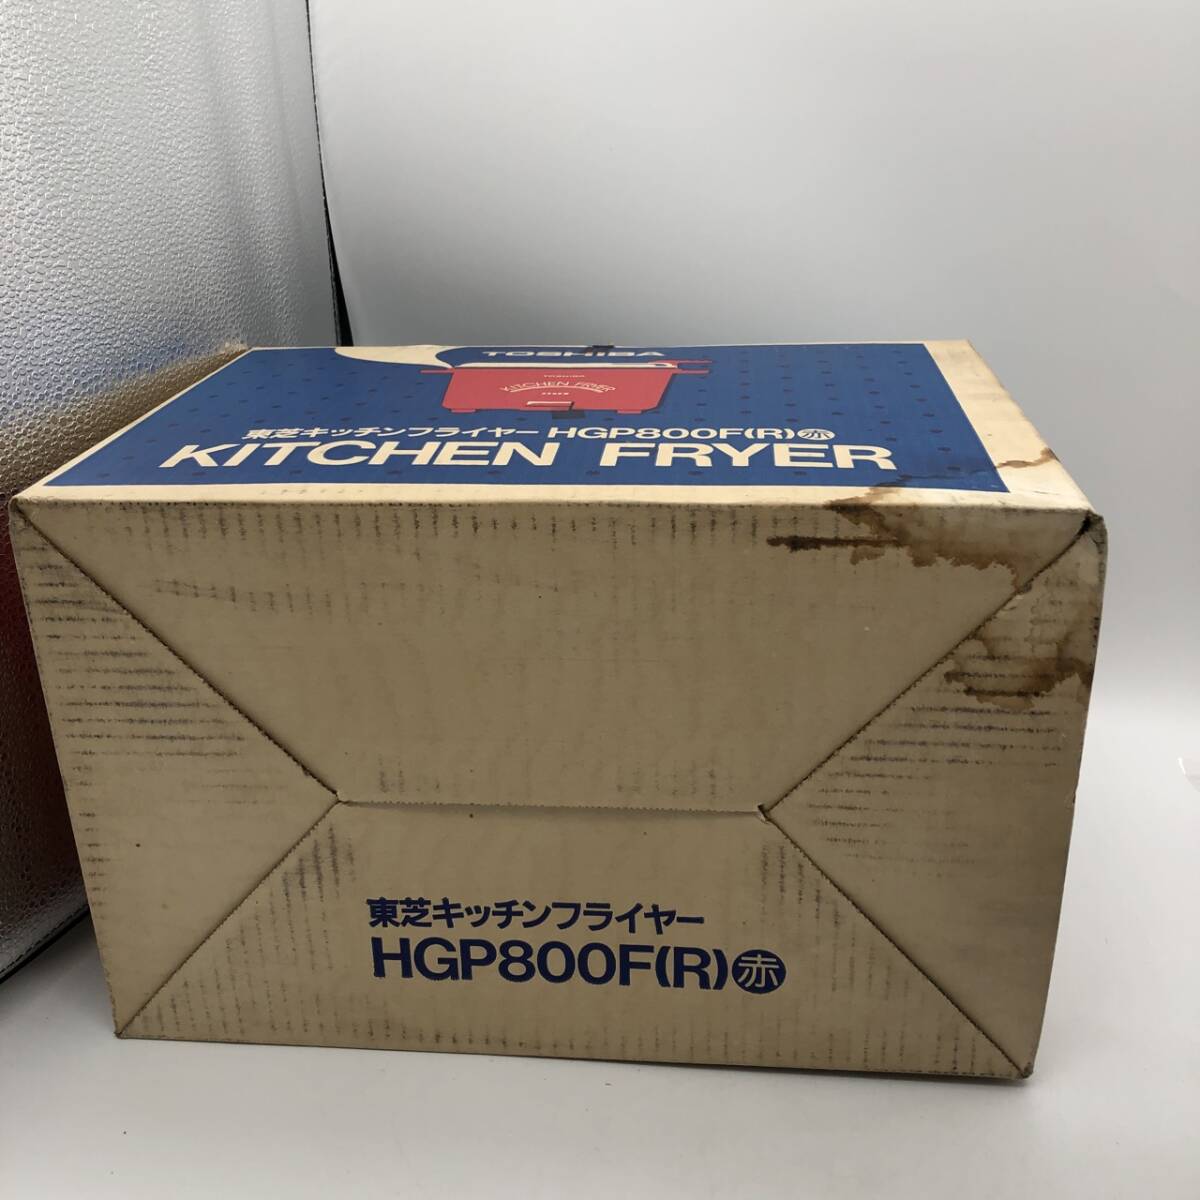 TOSHIBA
TOSHIBA
KITCHEN FRYER
東芝キッチンフライヤー HGP800F(R)赤
KITCHEN FRYER
東芝キッチンフライヤー
HGP800F(R)赤